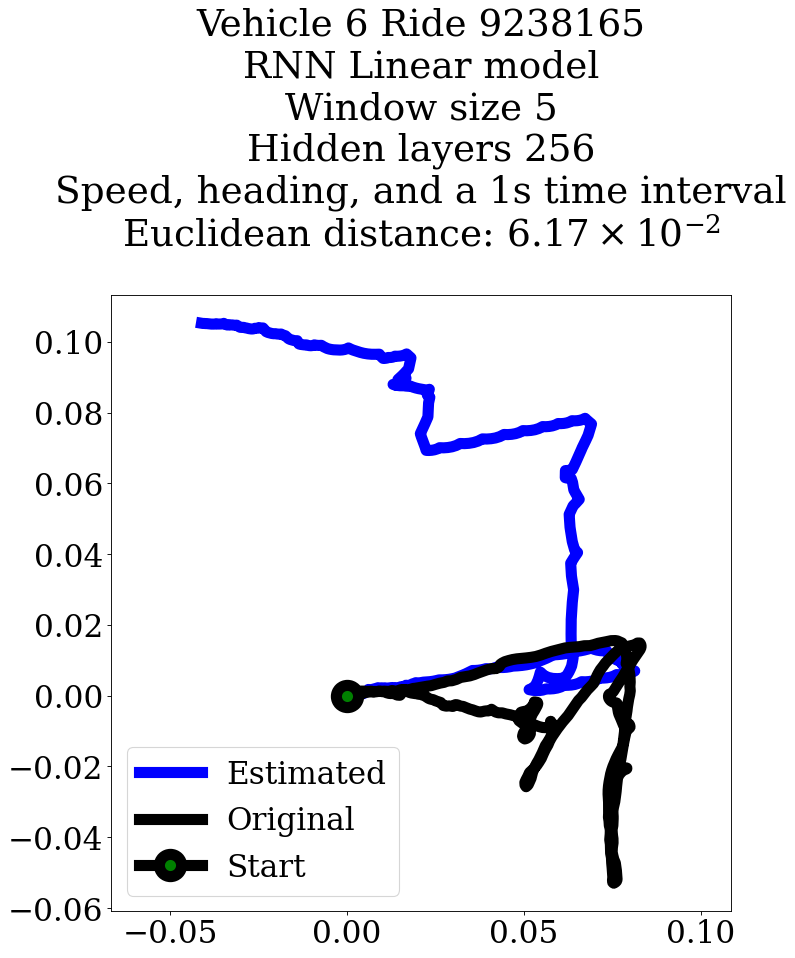 Vehicle 6 Ride 9238165
RNN Linear model
Window size 5
Hidden layers 256
Speed, heading, and a 1s time interval
Euclidean distance: 6.17 × 10⁻²
0.10
0.08
0.06
0.04
0.02
0.00
−0.02
−0.04
−0.06
Estimated
Original
Start
−0.05
0.00
0.05
0.10